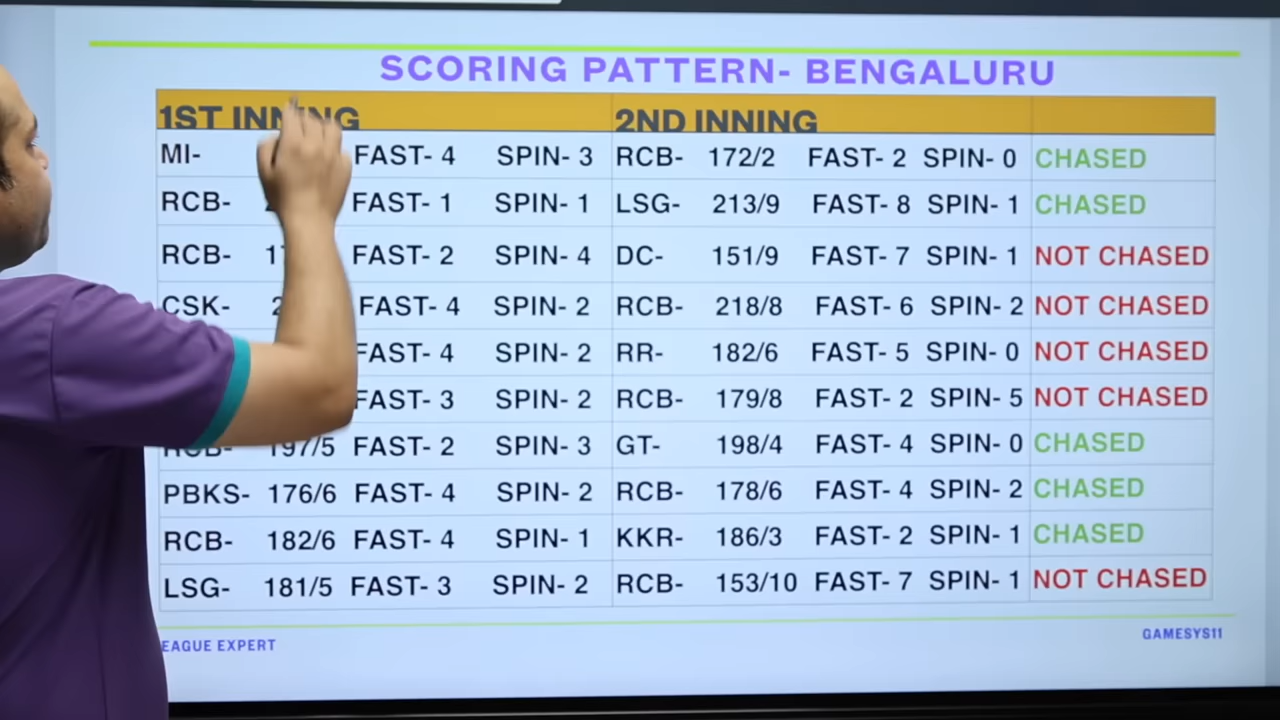 SCORING PATTERN- BENGALURU
1ST INNING 2ND INNING
MI- FAST- 4 SPIN- 3 RCB- 172/2 FAST- 2 SPIN- 0 CHASED
RCB- FAST- 1 SPIN- 1 LSG- 213/9 FAST- 8 SPIN- 1 CHASED
RCB- FAST- 2 SPIN- 4 DC- 151/9 FAST- 7 SPIN- 1 NOT CHASED
CSK- FAST- 4 SPIN- 2 RCB- 218/8 FAST- 6 SPIN- 2 NOT CHASED
FAST- 4 SPIN- 2 RR- 182/6 FAST- 5 SPIN- 0 NOT CHASED
FAST- 3 SPIN- 2 RCB- 179/8 FAST- 2 SPIN- 5 NOT CHASED
RCB- 197/5 FAST- 2 SPIN- 3 GT- 198/4 FAST- 4 SPIN- 0 CHASED
PBKS- 176/6 FAST- 4 SPIN- 2 RCB- 178/6 FAST- 4 SPIN- 2 CHASED
RCB- 182/6 FAST- 4 SPIN- 1 KKR- 186/3 FAST- 2 SPIN- 1 CHASED
LSG- 181/5 FAST- 3 SPIN- 2 RCB- 153/10 FAST- 7 SPIN- 1 NOT CHASED
EAGUE EXPERT GAMESYS11